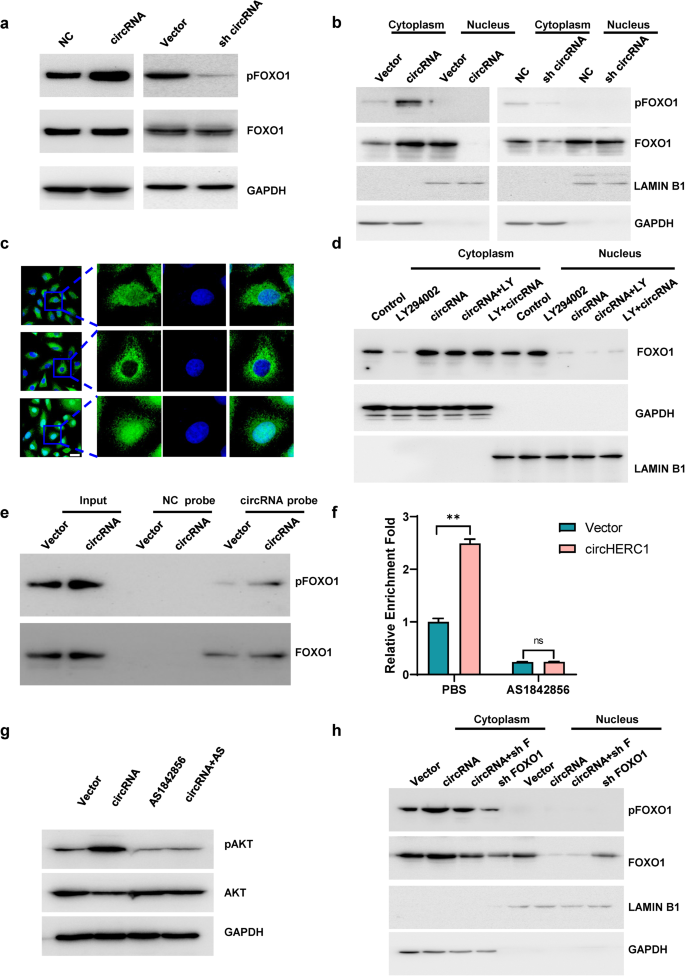 a
NC
circRNA
Vector
sh circRNA
pFOXO1
FOXO1
GAPDH
b
Cytoplasm Nucleus Cytoplasm Nucleus
Vector
circRNA
Vector
circRNA
NC
sh circRNA
NC
sh circRNA
pFOXO1
FOXO1
LAMIN B1
GAPDH
c
d
Cytoplasm Nucleus
Control
LY294002
circRNA
circRNA+LY
LY+circRNA
Control
LY294002
circRNA
circRNA+LY
LY+circRNA
FOXO1
GAPDH
LAMIN B1
e
Input NC probe circRNA probe
Vector
circRNA
Vector
circRNA
Vector
circRNA
pFOXO1
FOXO1
f
Relative Enrichment Fold
3
2
1
0
**
ns
PBS AS1842856
Vector
circHERC1
g
Vector
circRNA
AS1842856
circRNA+AS
pAKT
AKT
GAPDH
h
Cytoplasm Nucleus
Vector
circRNA
circRNA+sh F
sh FOXO1
Vector
circRNA
circRNA+sh F
sh FOXO1
pFOXO1
FOXO1
LAMIN B1
GAPDH